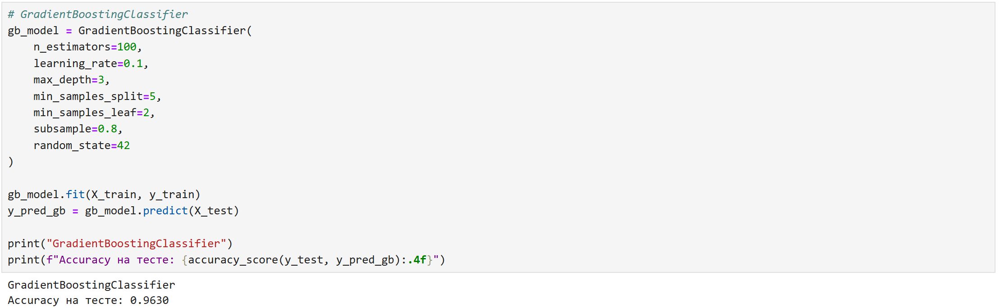 # GradientBoostingClassifier
gb_model = GradientBoostingClassifier(
    n_estimators=100,
    learning_rate=0.1,
    max_depth=3,
    min_samples_split=5,
    min_samples_leaf=2,
    subsample=0.8,
    random_state=42
)

gb_model.fit(X_train, y_train)
y_pred_gb = gb_model.predict(X_test)

print("GradientBoostingClassifier")
print(f"Accuracy на тесте: {accuracy_score(y_test, y_pred_gb):.4f}")
GradientBoostingClassifier
Accuracy на тесте: 0.9630